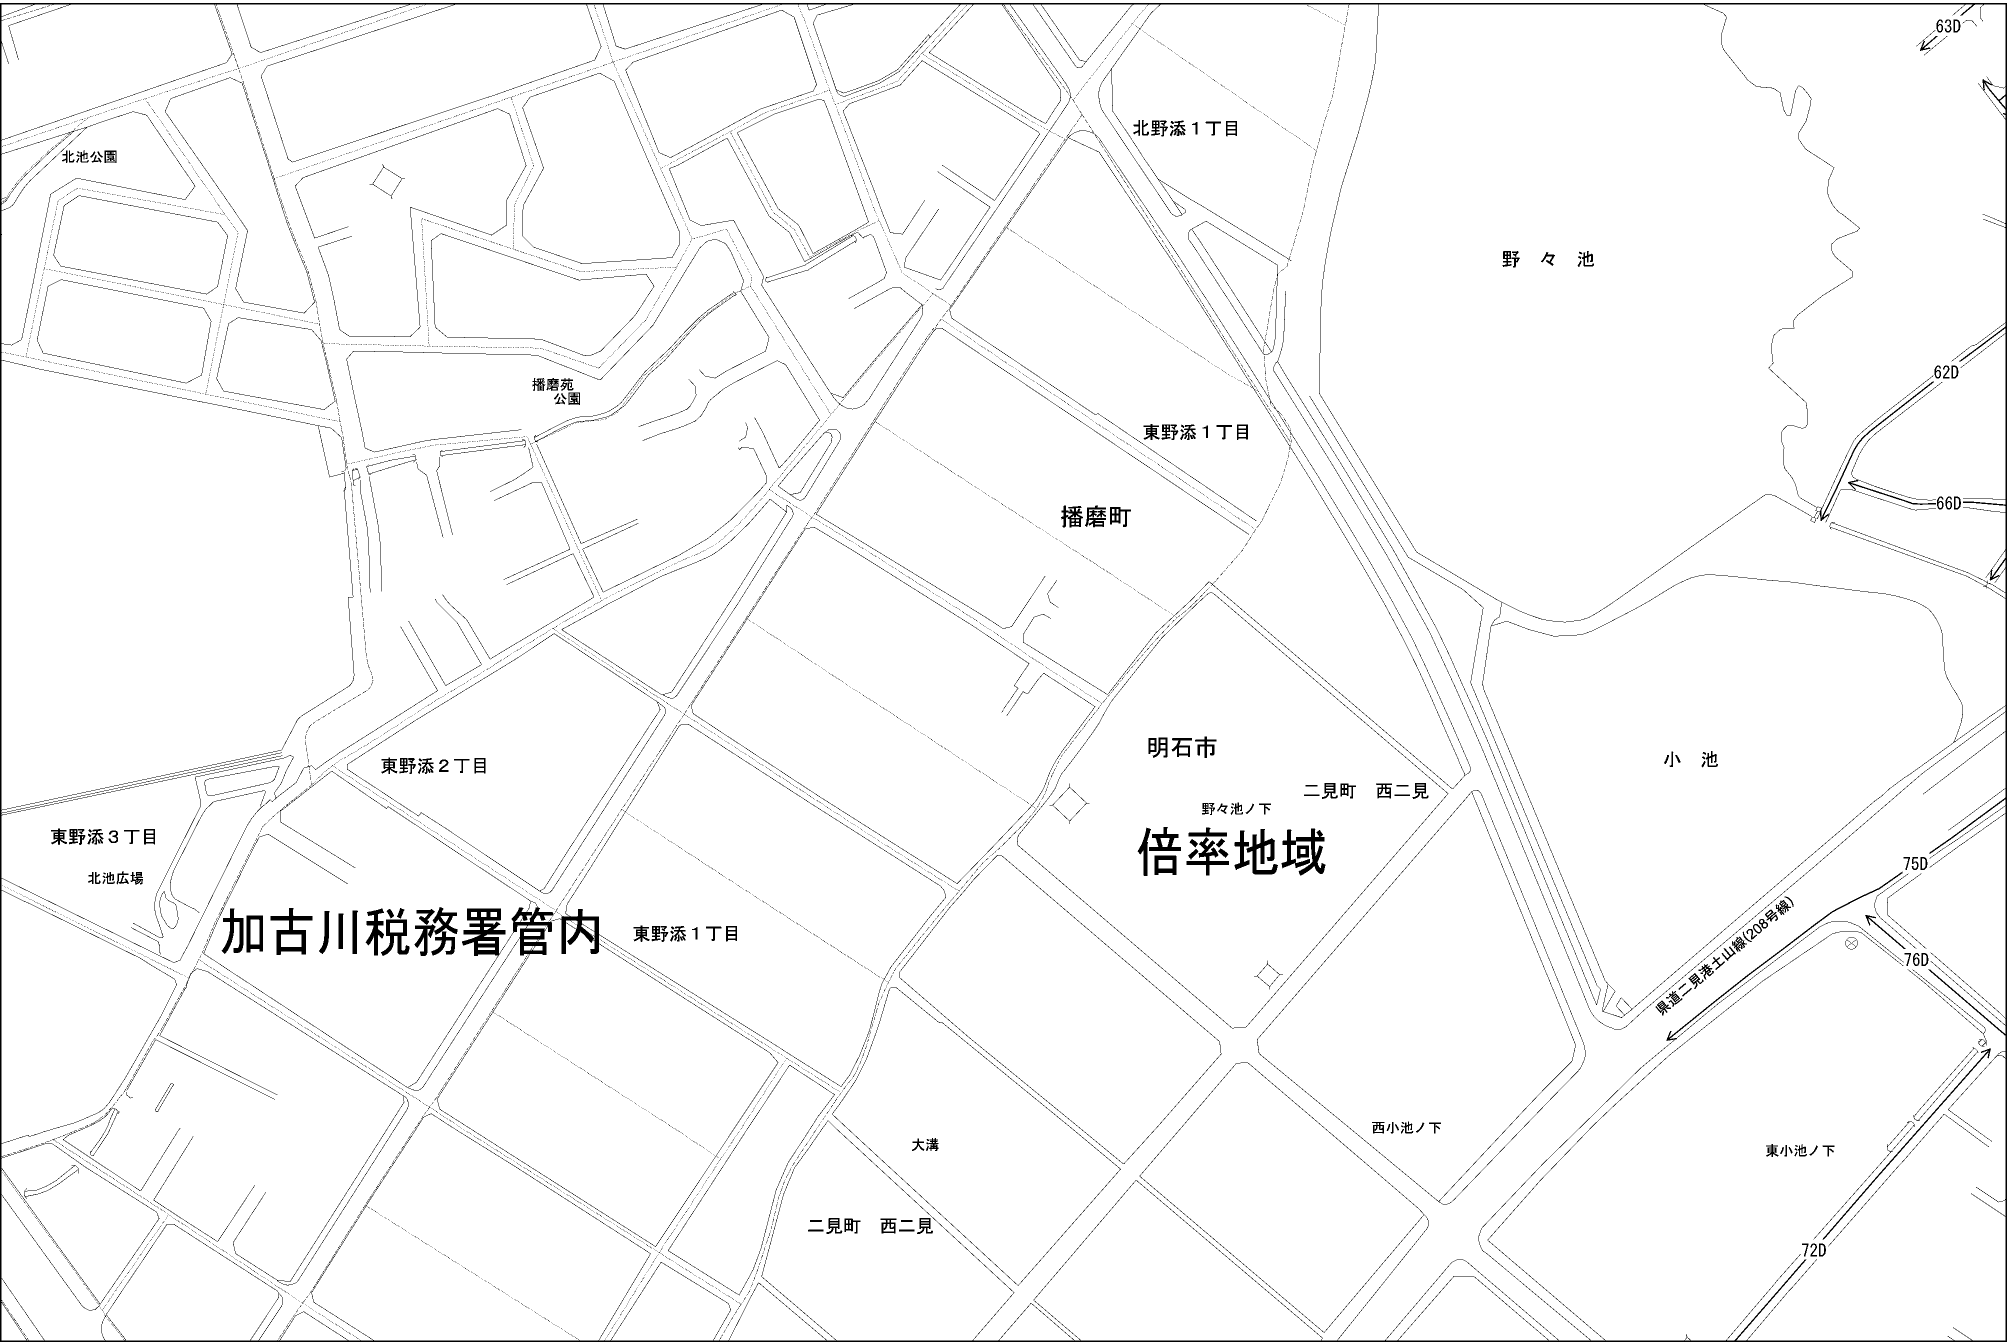 63D
北野添1丁目
北池公園
野々池
62D
播磨苑
公園
東野添1丁目
66D
播磨町
明石市
小池
東野添2丁目
二見町 西二見
野々池ノ下
東野添3丁目
倍率地域
75D
北池広場
県道二見港土山線(208号線)
加古川税務署管内
東野添1丁目
76D
西小池ノ下
大溝
東小池ノ下
二見町 西二見
72D